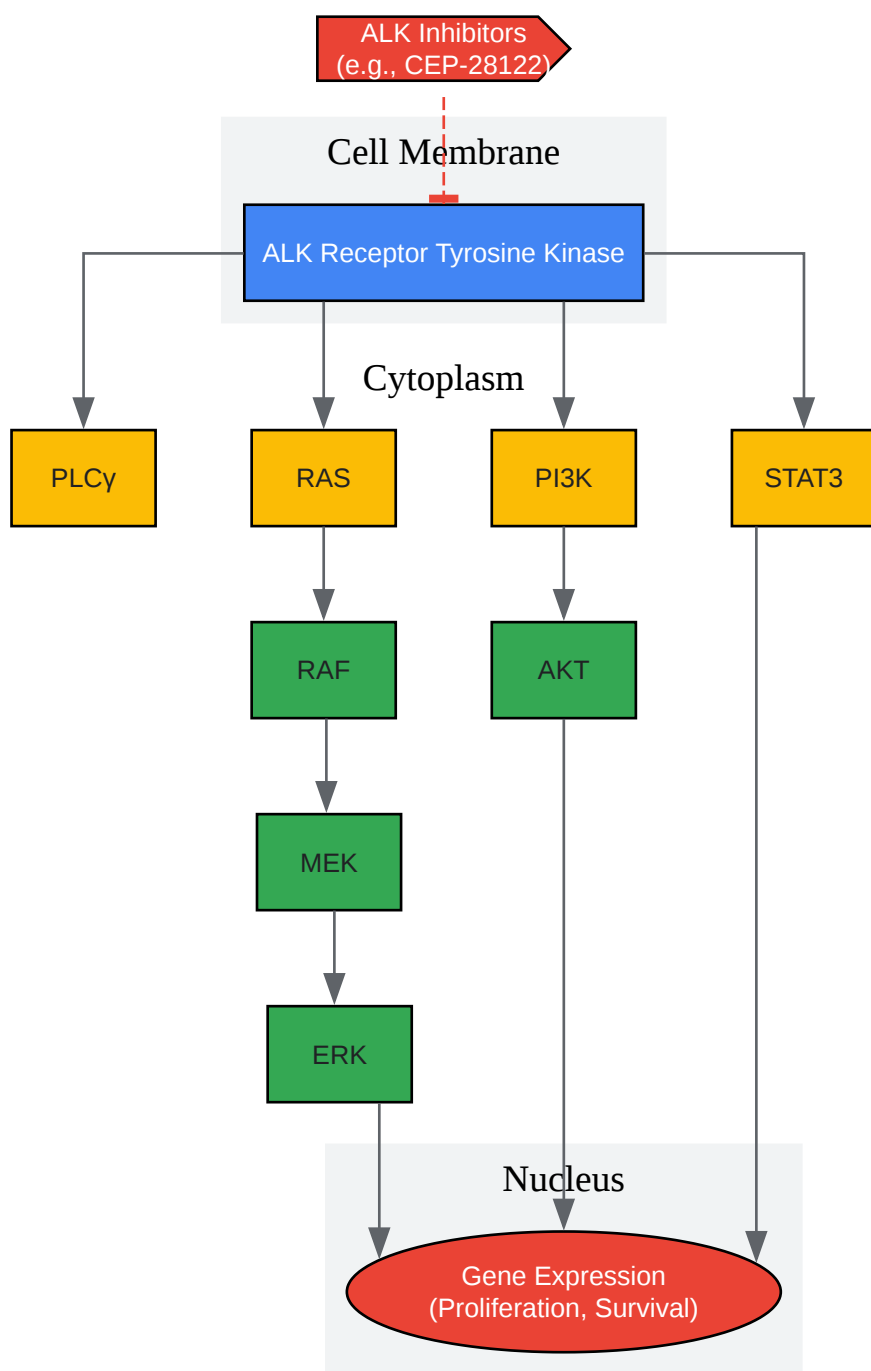 ALK Inhibitors
(e.g., CEP-28122)
Cell Membrane
ALK Receptor Tyrosine Kinase
Cytoplasm
PLCγ
RAS
PI3K
STAT3
RAF
AKT
MEK
ERK
Nucleus
Gene Expression
(Proliferation, Survival)